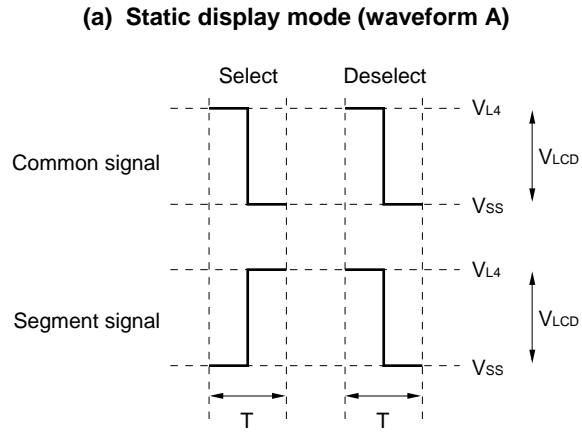 (a) Static display mode (waveform A)
Select Deselect
VL4
Common signal
VLCD
VSS
VL4
Segment signal
VLCD
VSS
T T